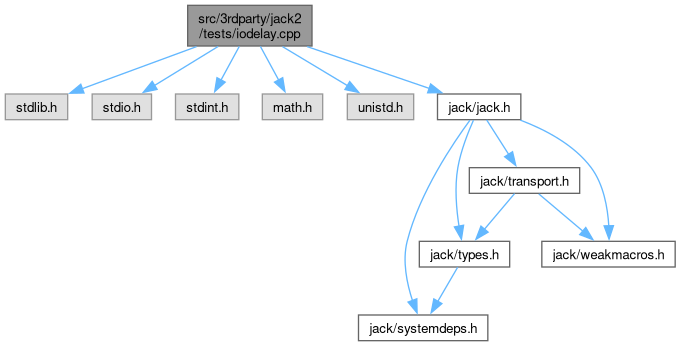 src/3rdparty/jack2
/tests/iodelay.cpp
stdlib.h
stdio.h
stdint.h
math.h
unistd.h
jack/jack.h
jack/transport.h
jack/types.h
jack/weakmacros.h
jack/systemdeps.h